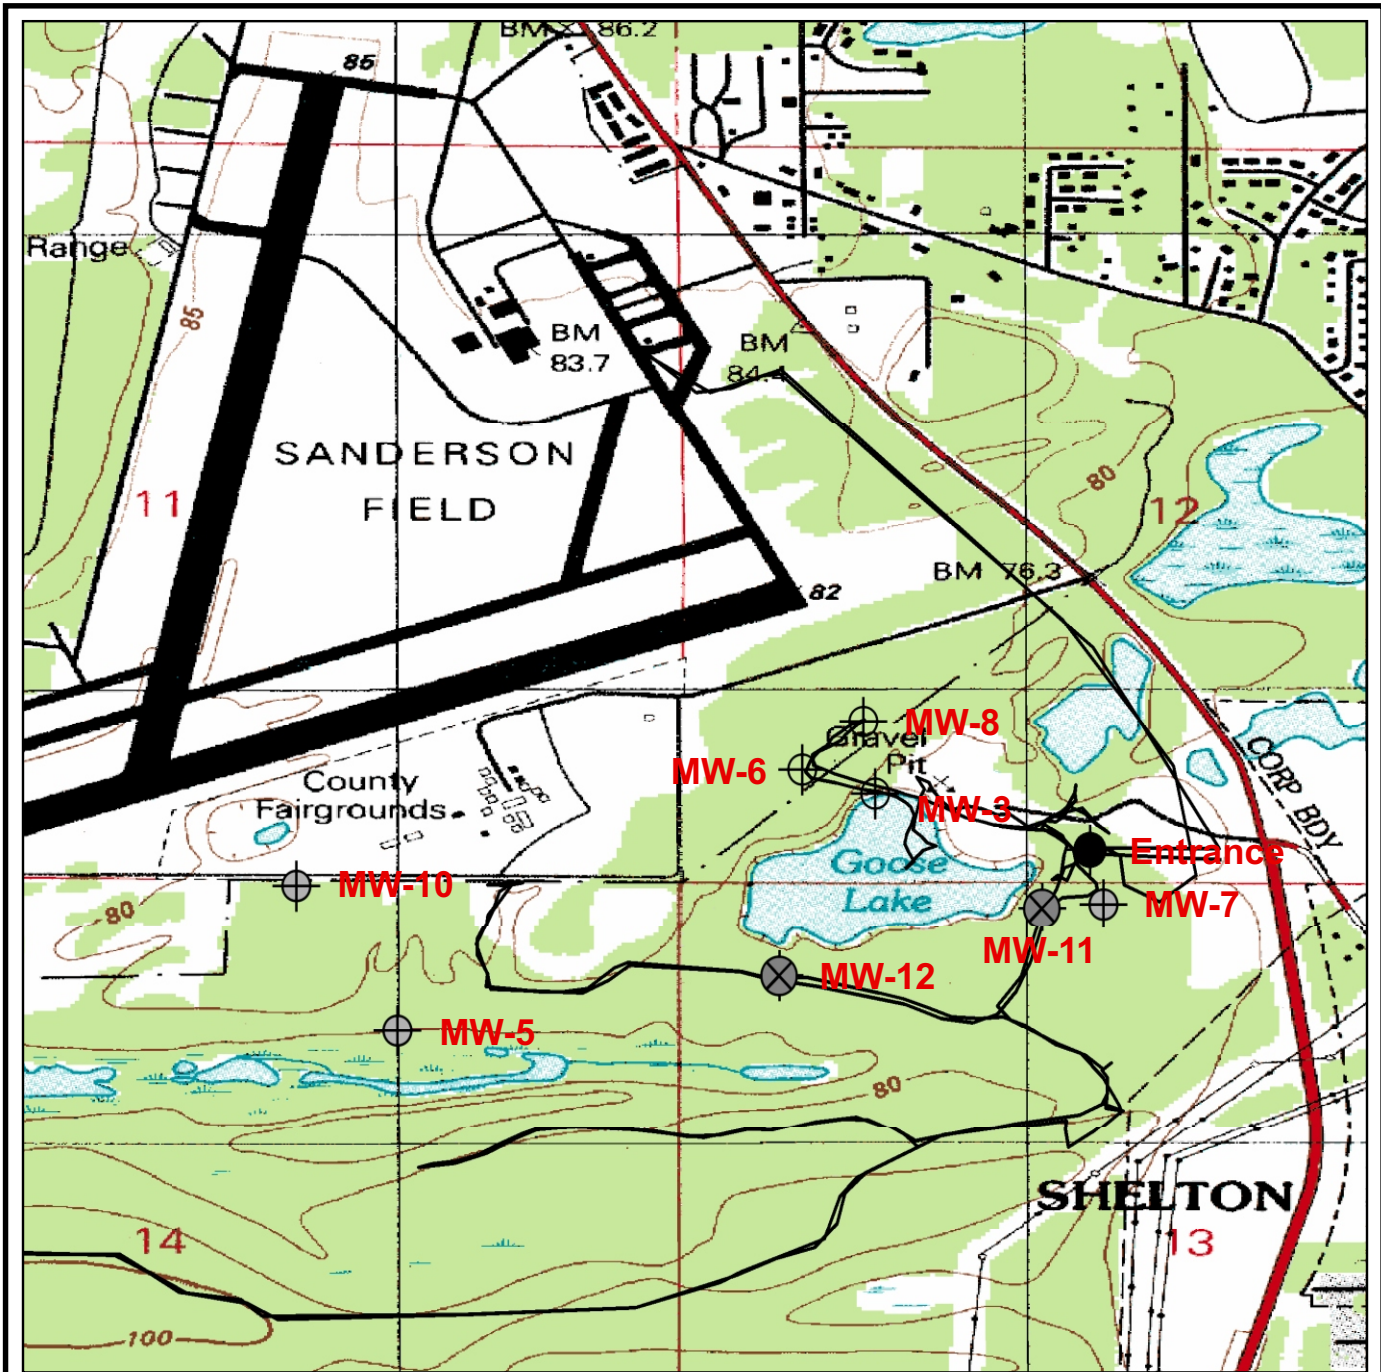 BM 86.2
85
Range
85
BM
83.7
BM
84.4
SANDERSON
FIELD
11
80
12
BM 76.3
82
MW-8
Gravel
Pit
MW-6
MW-3
CORP BDY
County
Fairgrounds
Goose
Lake
Entrance
MW-10
MW-7
80
MW-11
MW-12
MW-5
80
SHELTON
14
13
100